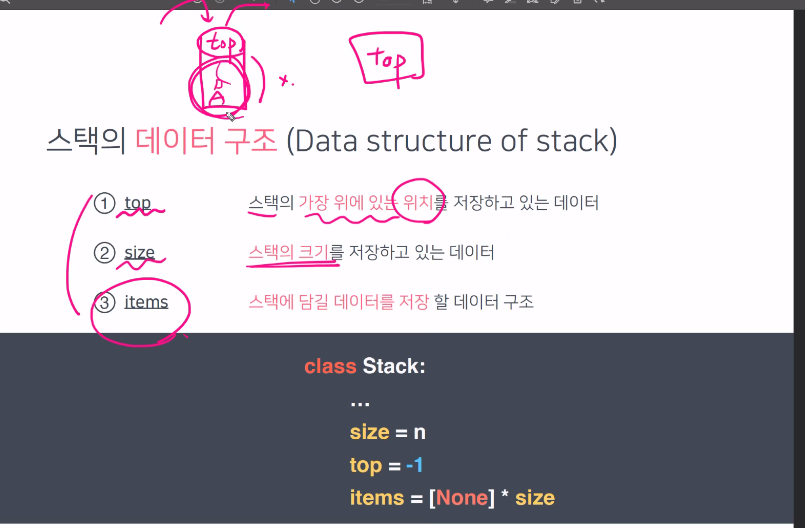 top
top
A
x.
스택의 데이터 구조 (Data structure of stack)
① top 스택의 가장 위에 있는 위치를 저장하고 있는 데이터
② size 스택의 크기를 저장하고 있는 데이터
③ items 스택에 담길 데이터를 저장 할 데이터 구조
class Stack:
...
size = n
top = -1
items = [None] * size